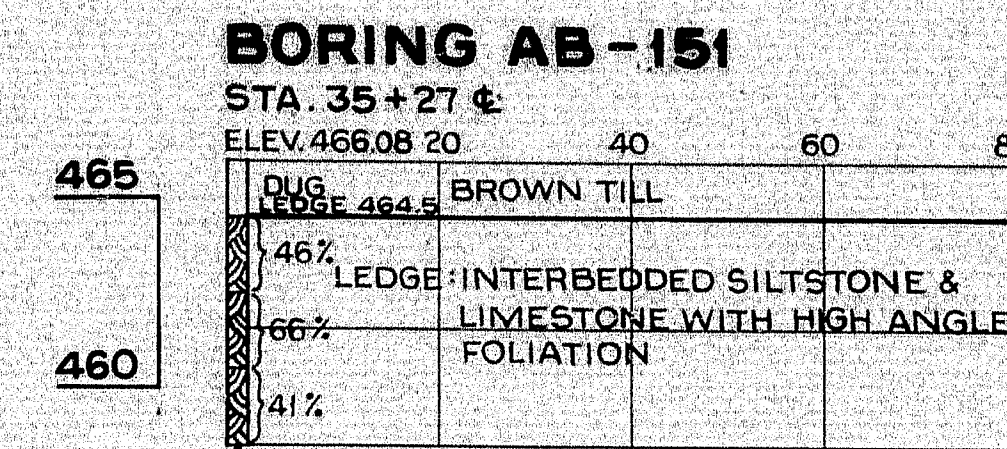 BORING AB-151
STA. 35+27 ℄
ELEV. 466.08 20 40 60 8
465
DUG BROWN TILL
LEDGE 464.5
46%
LEDGE: INTERBEDDED SILTSTONE &
LIMESTONE WITH HIGH ANGLE
66%
FOLIATION
460
41%